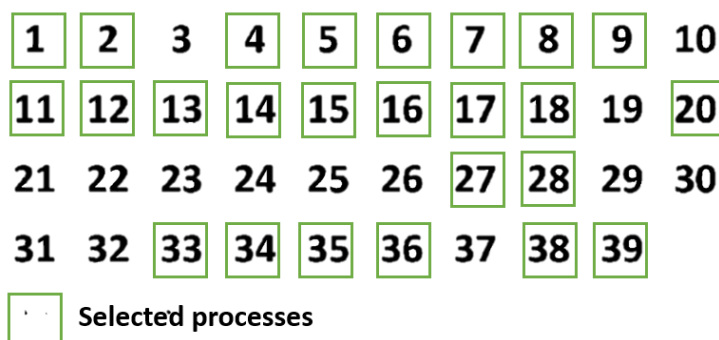 1 2 3 4 5 6 7 8 9 10
11 12 13 14 15 16 17 18 19 20
21 22 23 24 25 26 27 28 29 30
31 32 33 34 35 36 37 38 39
Selected processes